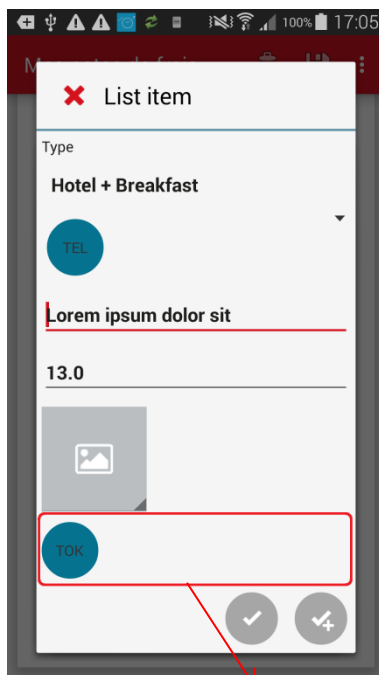 100% 17:05
List item
Type
Hotel + Breakfast
TEL
Lorem ipsum dolor sit
13.0
TOK